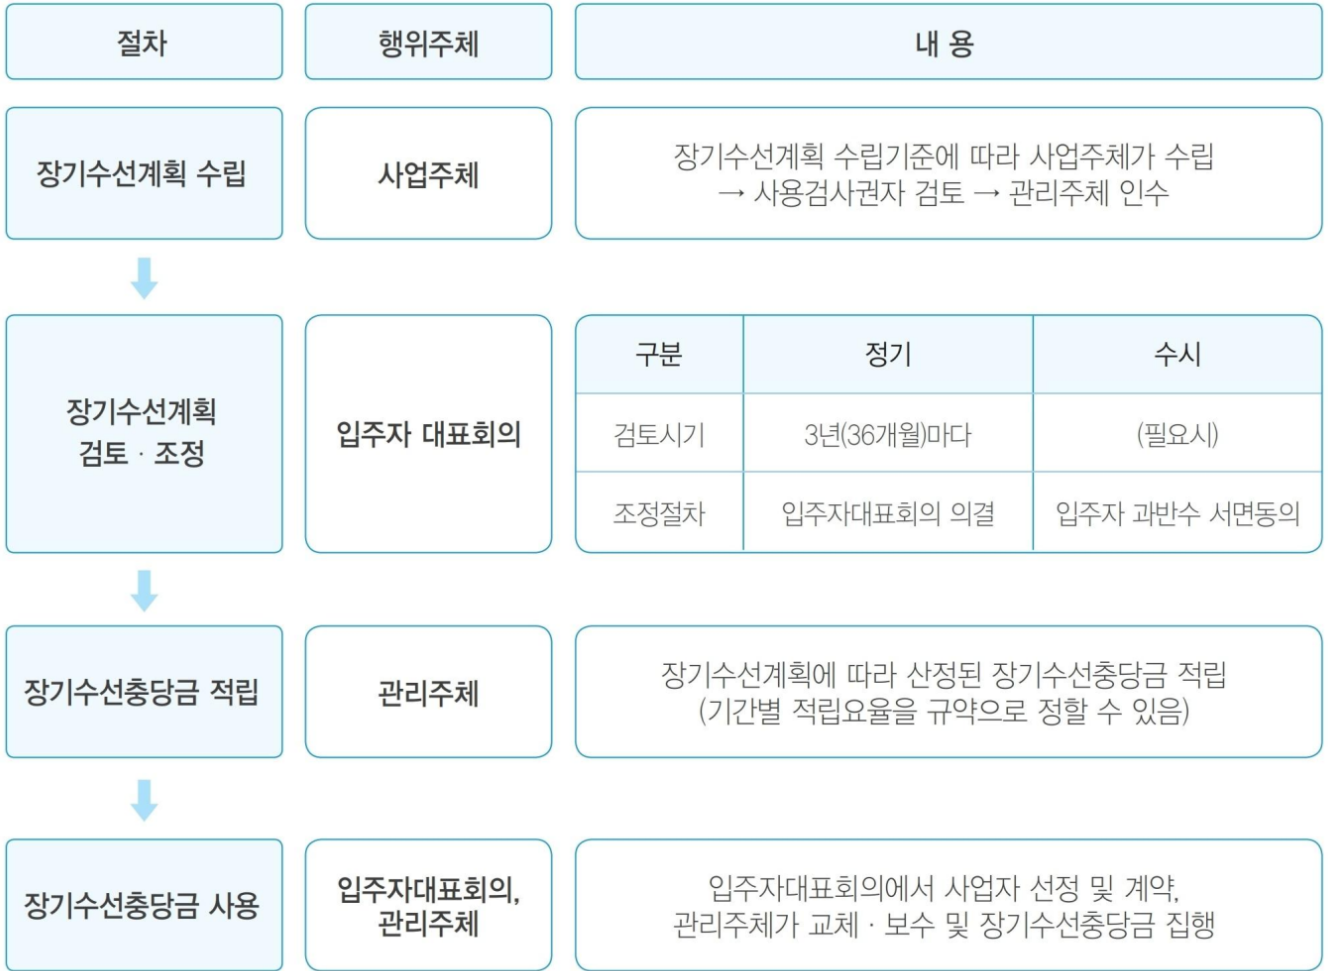 절차 행위주체 내 용
장기수선계획 수립
사업주체
장기수선계획 수립기준에 따라 사업주체가 수립
→ 사용검사권자 검토 → 관리주체 인수
장기수선계획
검토 · 조정
입주자 대표회의
구분 정기 수시
검토시기 3년(36개월)마다 (필요시)
조정절차 입주자대표회의 의결 입주자 과반수 서면동의
장기수선충당금 적립
관리주체
장기수선계획에 따라 산정된 장기수선충당금 적립
(기간별 적립요율을 규약으로 정할 수 있음)
장기수선충당금 사용
입주자대표회의,
관리주체
입주자대표회의에서 사업자 선정 및 계약,
관리주체가 교체 · 보수 및 장기수선충당금 집행